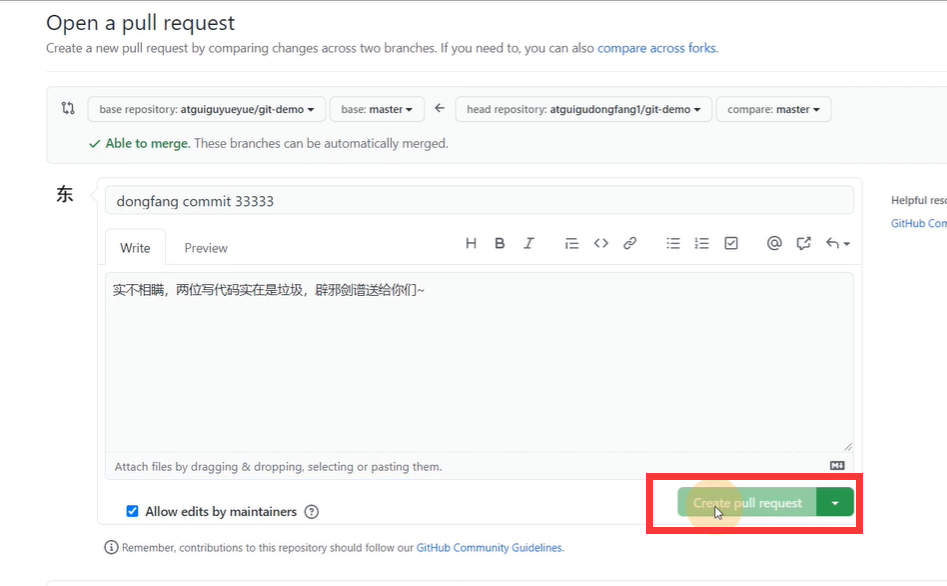 Open a pull request
Create a new pull request by comparing changes across two branches. If you need to, you can also compare across forks.
base repository: atguiguyueyue/git-demo base: master head repository: atguigudongfang1/git-demo compare: master
Able to merge. These branches can be automatically merged.
东
dongfang commit 33333
Helpful
GitHub
Write Preview H B I
实不相瞒，两位写代码实在是垃圾，辟邪剑谱送给你们~
Attach files by dragging & dropping, selecting or pasting them.
Create pull request
Allow edits by maintainers
Remember, contributions to this repository should follow our GitHub Community Guidelines.